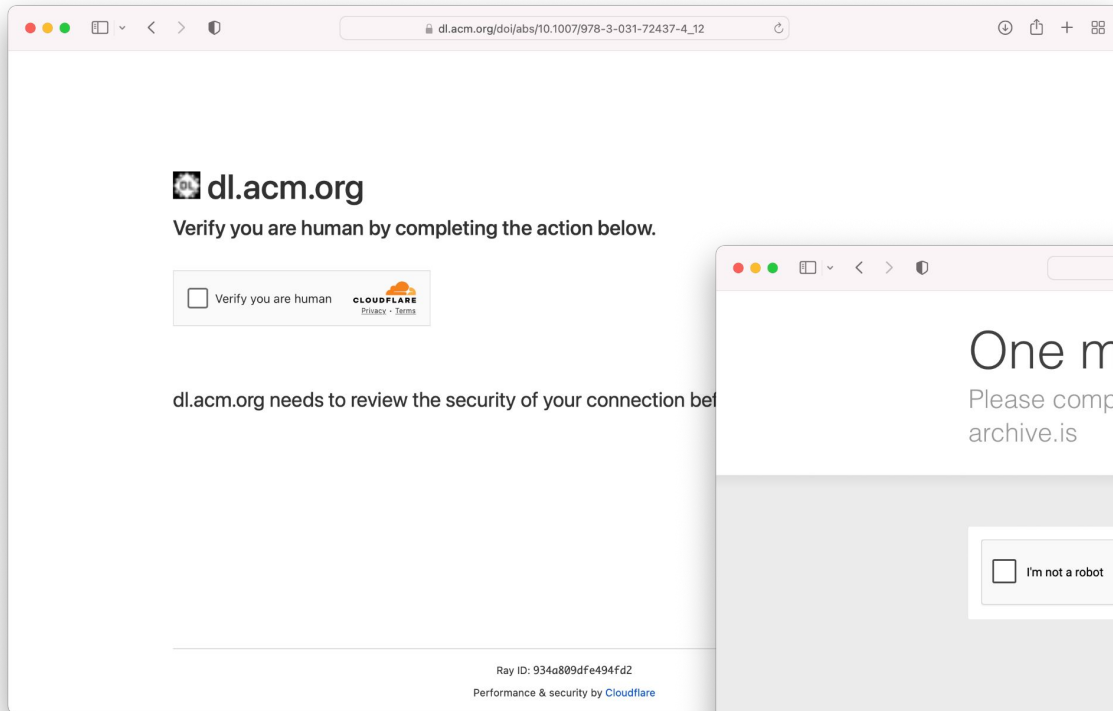 dl.acm.org/doi/abs/10.1007/978-3-031-72437-4_12
DL dl.acm.org
Verify you are human by completing the action below.
Verify you are human
CLOUDFLARE
Privacy · Terms
dl.acm.org needs to review the security of your connection bef
Ray ID: 934a809dfe494fd2
Performance & security by Cloudflare
One m
Please comp
archive.is
I'm not a robot